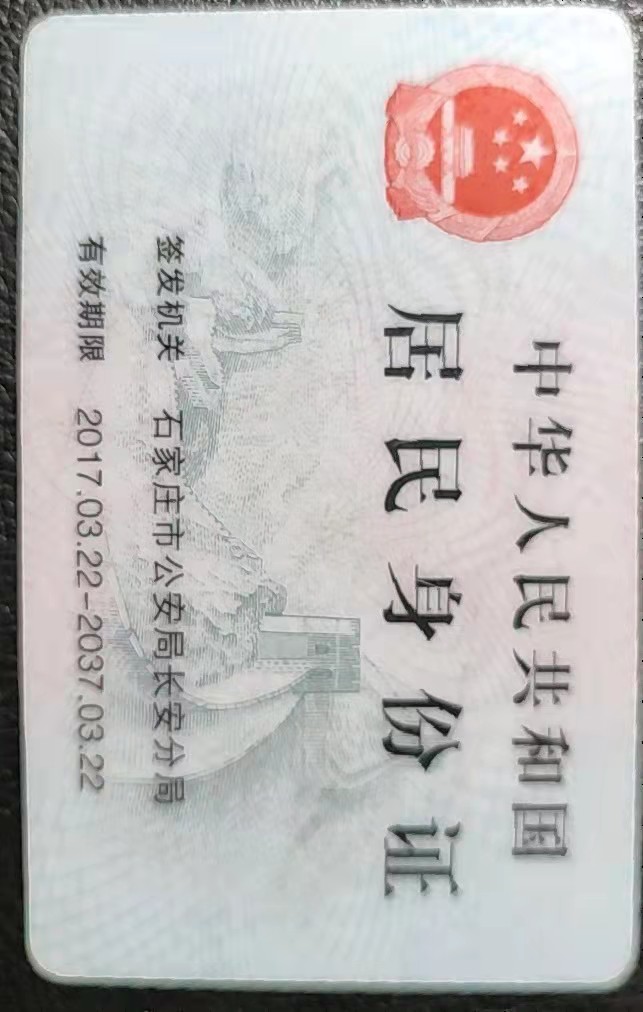 中华人民共和国
居民身份证
签发机关 石家庄市公安局长安分局
有效期限 2017.03.22-2037.03.22